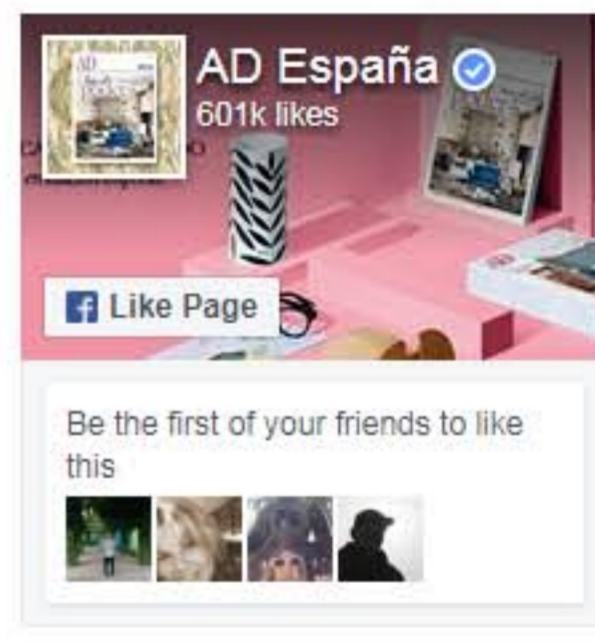 AD España
601k likes
Like Page
Be the first of your friends to like
this